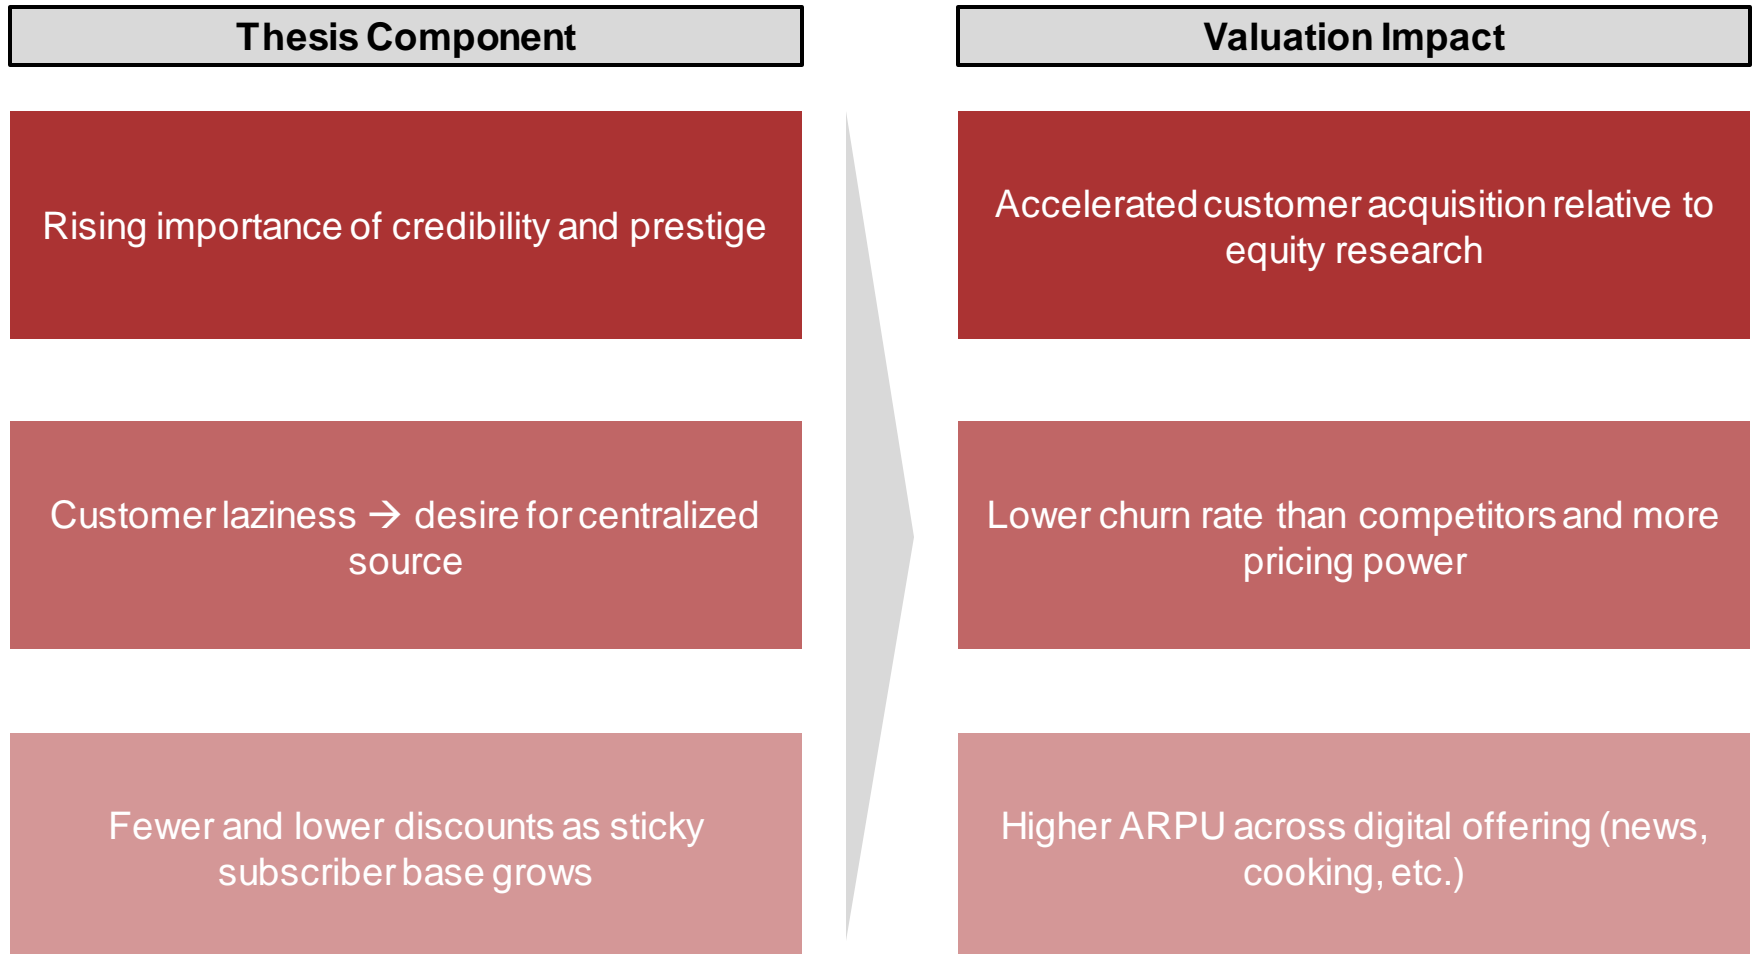 Thesis Component
Valuation Impact
Rising importance of credibility and prestige
Accelerated customer acquisition relative to
equity research
Customer laziness → desire for centralized
source
Lower churn rate than competitors and more
pricing power
Fewer and lower discounts as sticky
subscriber base grows
Higher ARPU across digital offering (news,
cooking, etc.)